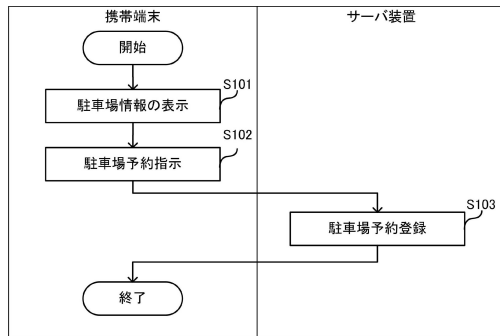 携帯端末
サーバ装置
開始
S101
駐車場情報の表示
S102
駐車場予約指示
S103
駐車場予約登録
終了